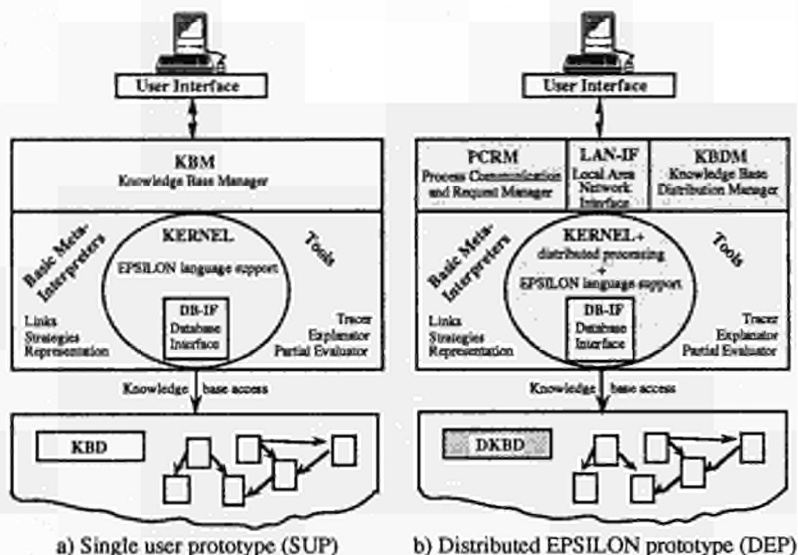 User Interface
KBM
Knowledge Base Manager
KERNEL
EPSILON language support
Basic Meta-
Interpreters
Tools
DB-IF
Database
Interface
Links
Strategies
Representation
Tracer
Explanator
Partial Evaluator
Knowledge base access
KBD
a) Single user prototype (SUP)
User Interface
PCRM
Process Communication
and Request Manager
LAN-IF
Local Area
Network
Interface
KBDM
Knowledge Base
Distribution Manager
KERNEL+
distributed processing
+
EPSILON language support
Basic Meta-
Interpreters
Tools
DB-IF
Database
Interface
Links
Strategies
Representation
Tracer
Explanator
Partial Evaluator
Knowledge base access
DKBD
b) Distributed EPSILON prototype (DEP)